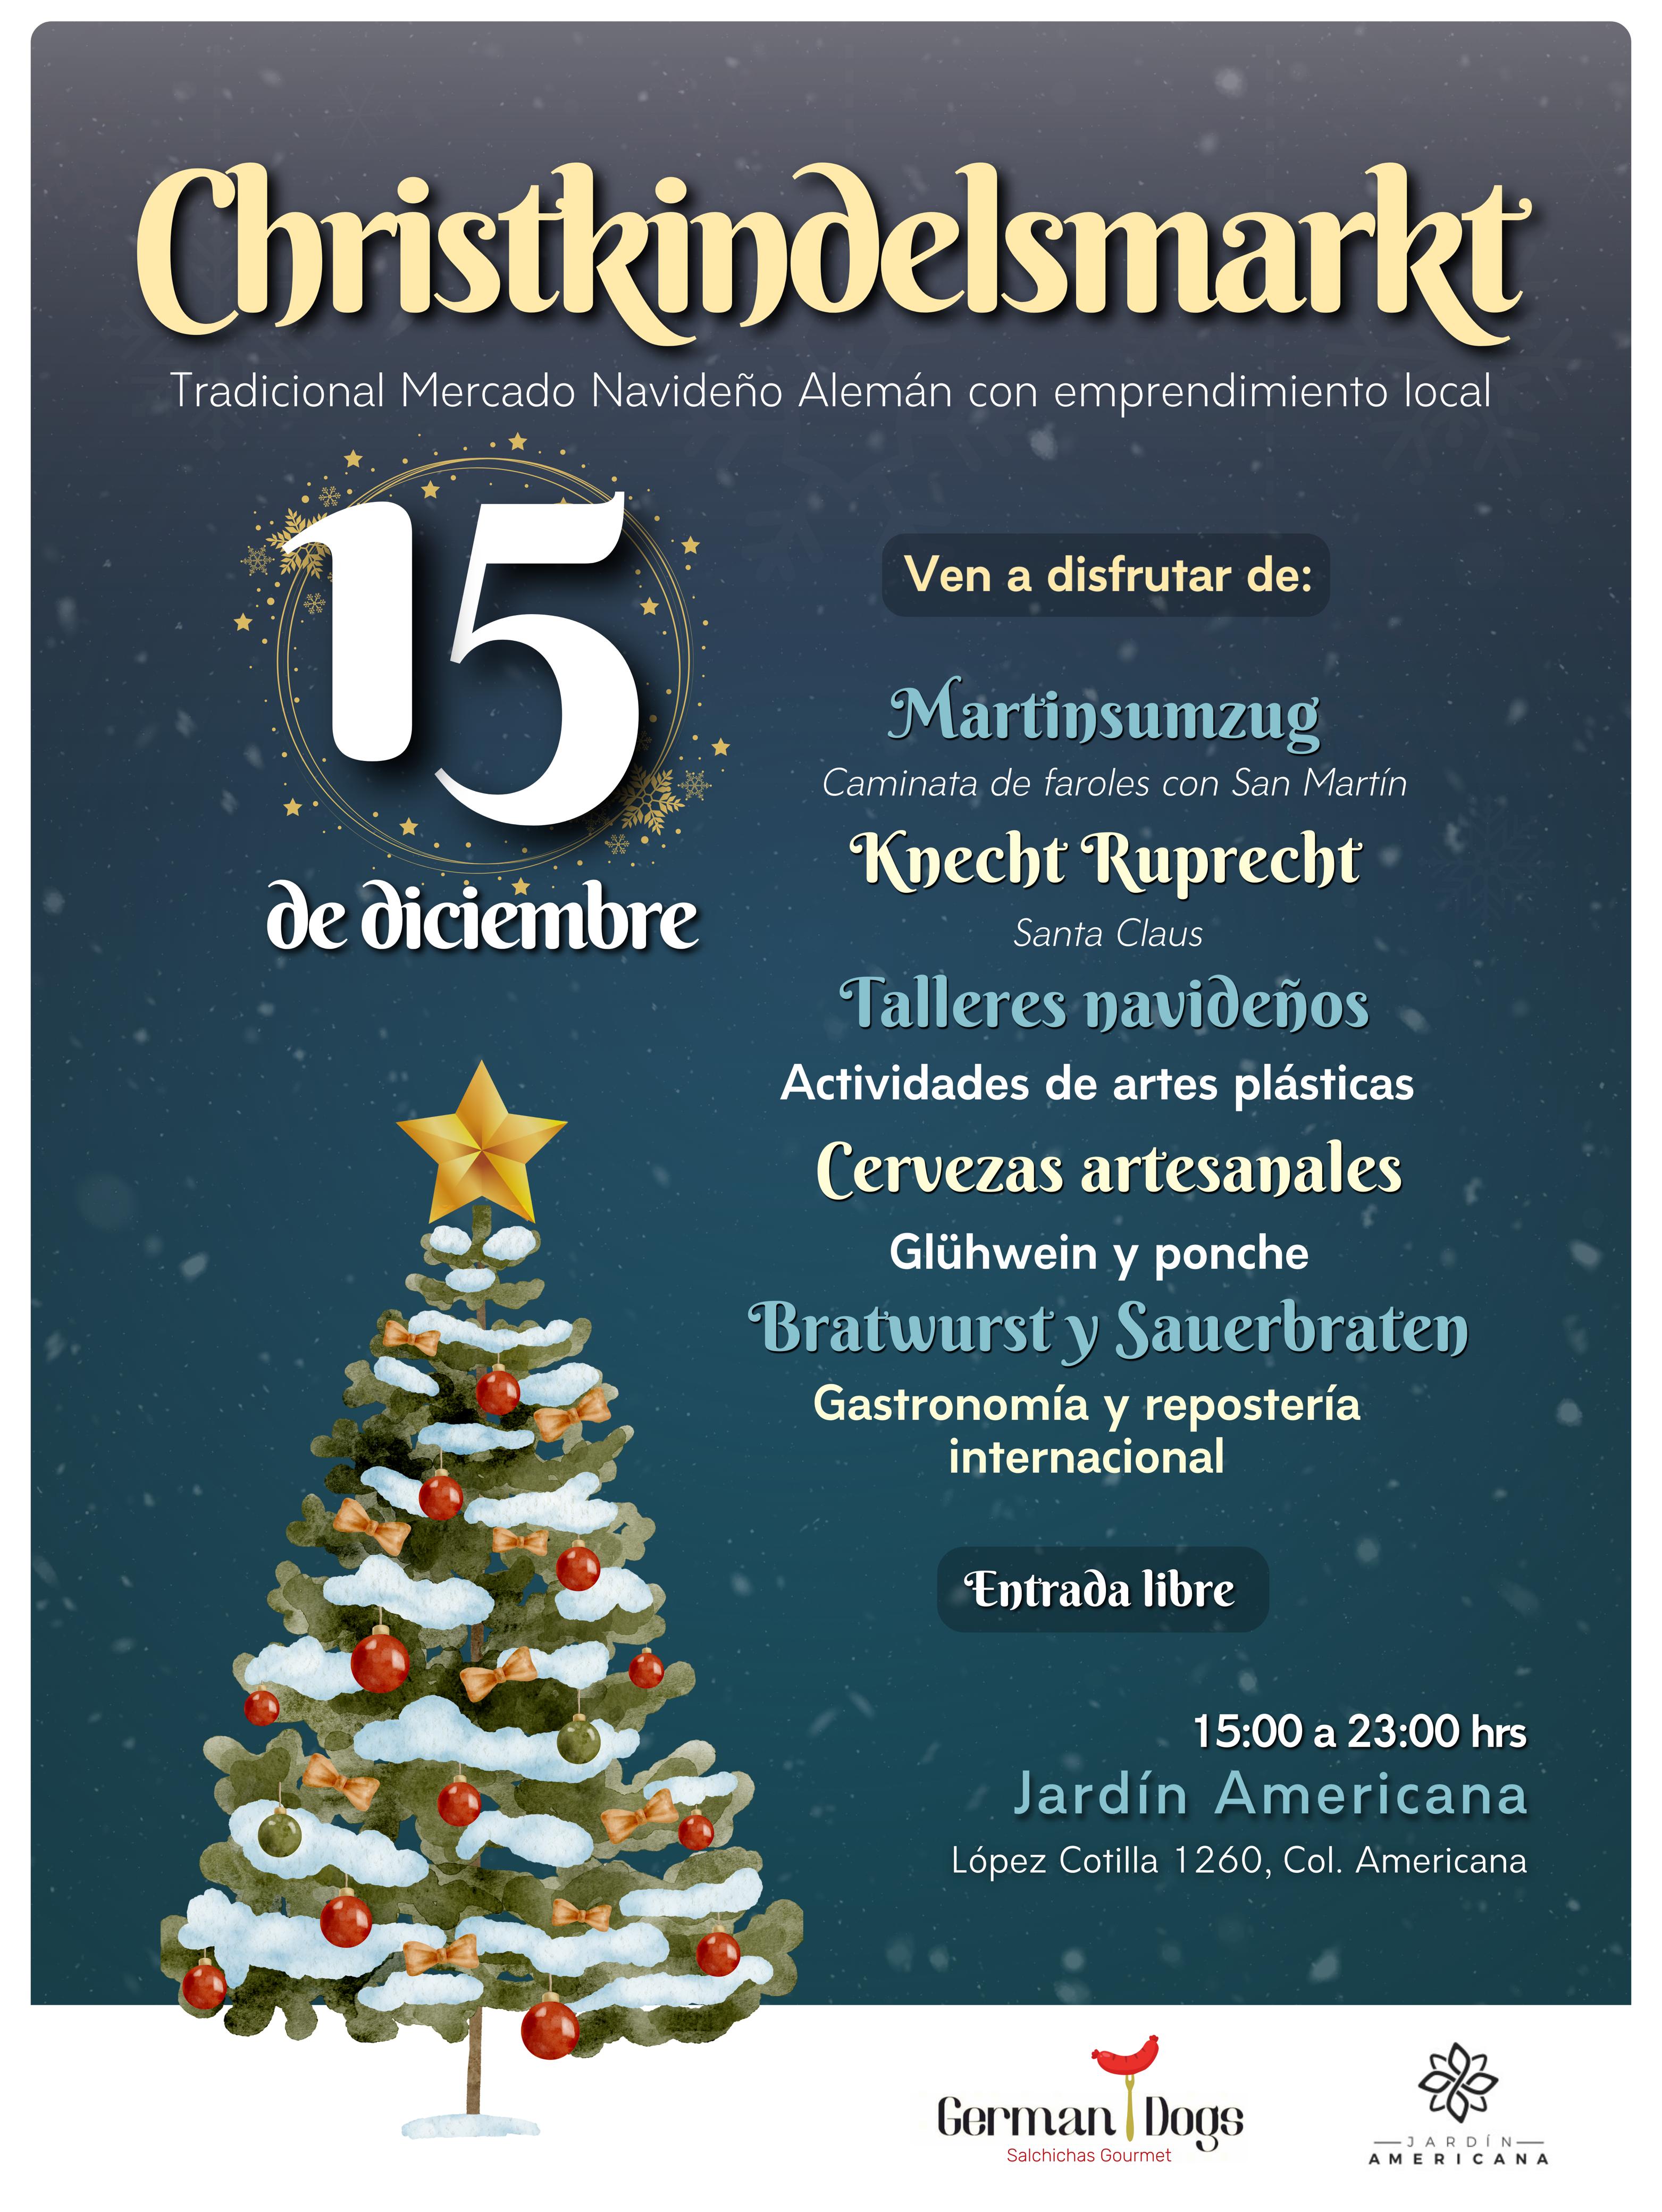 Christkindelsmarkt
Tradicional Mercado Navideño Alemán con emprendimiento local
15
de diciembre
Ven a disfrutar de:
Martinsumzug
Caminata de faroles con San Martín
Knecht Ruprecht
Santa Claus
Talleres navideños
Actividades de artes plásticas
Cervezas artesanales
Glühwein y ponche
Bratwurst y Sauerbraten
Gastronomía y repostería
internacional
Entrada libre
15:00 a 23:00 hrs
Jardín Americana
López Cotilla 1260, Col. Americana
German Dogs
Salchichas Gourmet
JARDÍN
AMERICANA